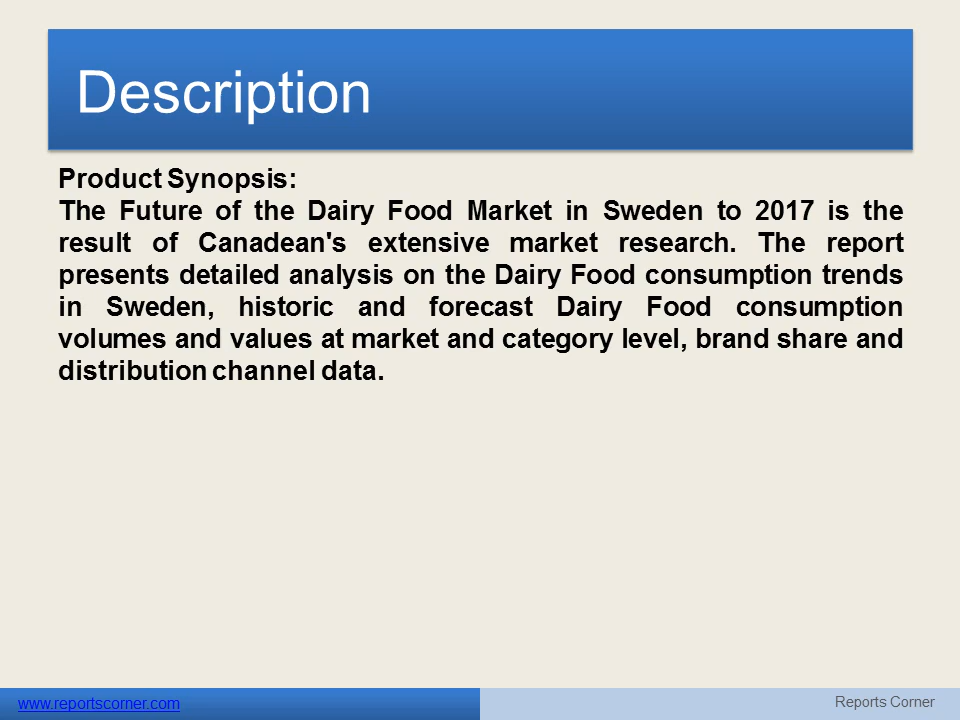 Description
Product Synopsis:
The Future of the Dairy Food Market in Sweden to 2017 is the
result of Canadean's extensive market research. The report
presents detailed analysis on the Dairy Food consumption trends
in Sweden, historic and forecast Dairy Food consumption
volumes and values at market and category level, brand share and
distribution channel data.
www.reportscorner.com
Reports Corner